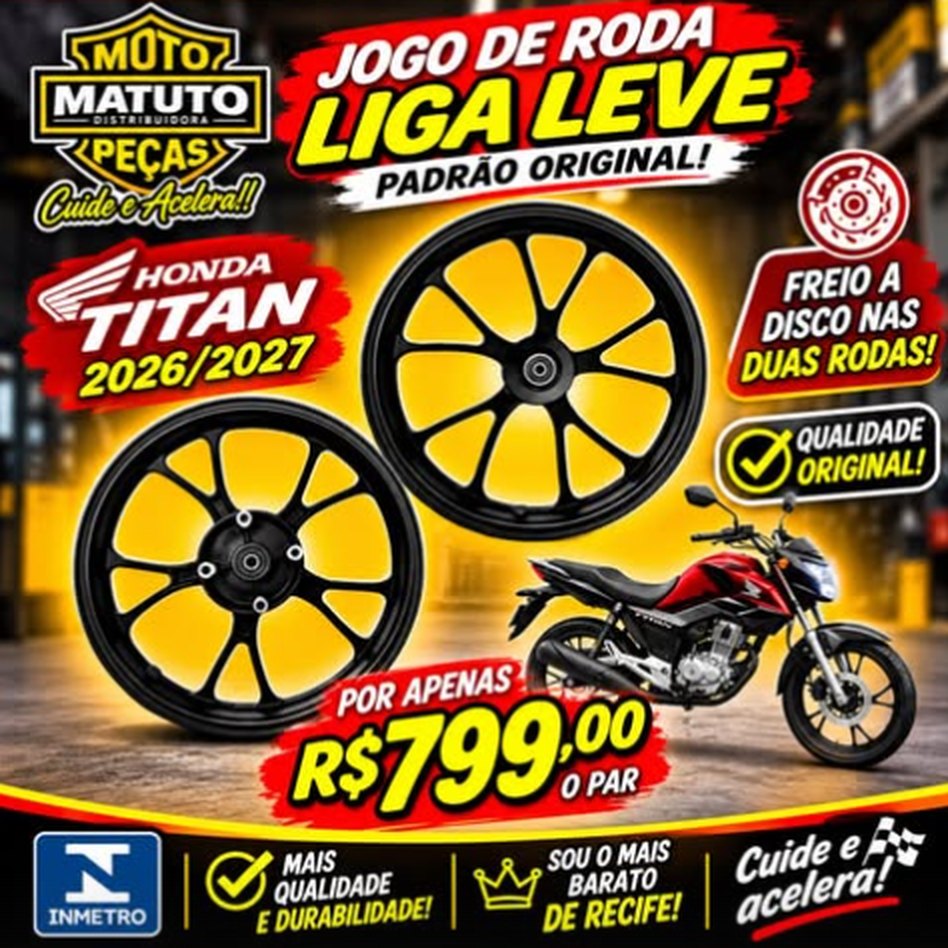 MOTO
MATUTO
DISTRIBUIDORA
PEÇAS
Cuide e Acelera!!
JOGO DE RODA
LIGA LEVE
PADRÃO ORIGINAL!
HONDA
TITAN
2026/2027
FREIO A
DISCO NAS
DUAS RODAS!
QUALIDADE
ORIGINAL!
TITAN
POR APENAS
R$799,00
O PAR
INMETRO
MAIS
QUALIDADE
E DURABILIDADE!
SOU O MAIS
BARATO
DE RECIFE!
Cuide e
acelera!